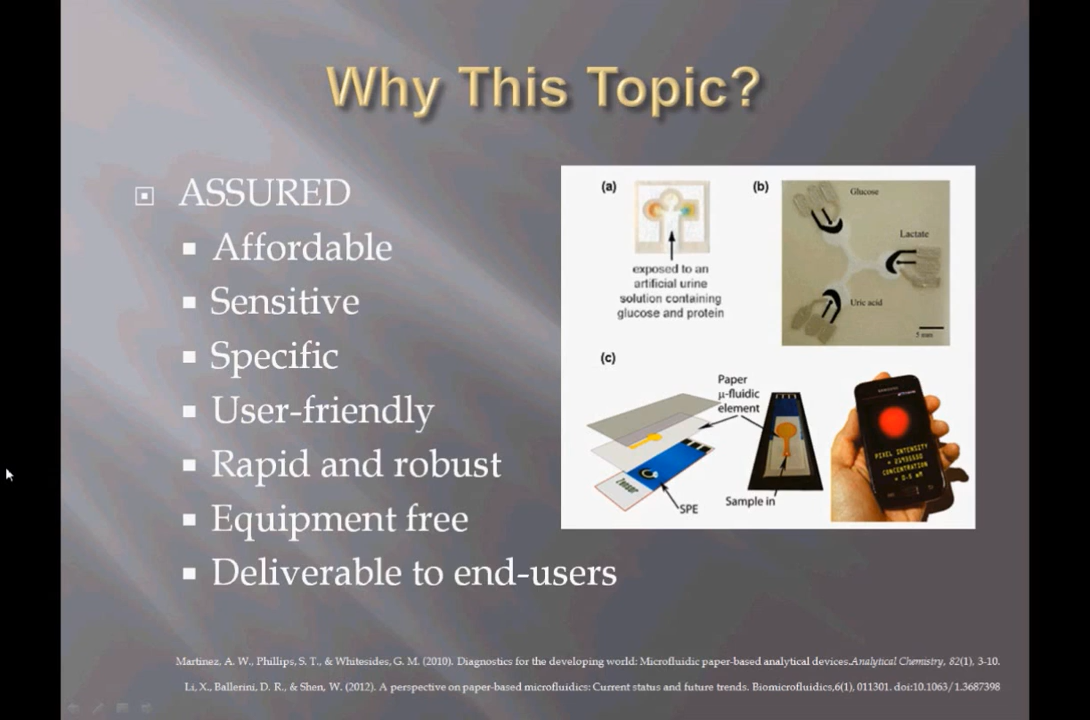 Why This Topic?
ASSURED
Affordable
Sensitive
Specific
User-friendly
Rapid and robust
Equipment free
Deliverable to end-users
(a)
exposed to an
artificial urine
solution containing
glucose and protein
(b)
Glucose
Lactate
Uric acid
5 mm
(c)
Paper
μ-fluidic
element
Sample in
SPE
PIXEL INTENSITY
CONCENTRATION
Martinez, A. W., Phillips, S. T., & Whitesides, G. M. (2010). Diagnostics for the developing world: Microfluidic paper-based analytical devices.Analytical Chemistry, 82(1), 3-10.
Li, X., Ballerini, D. R., & Shen, W. (2012). A perspective on paper-based microfluidics: Current status and future trends. Biomicrofluidics,6(1), 011301. doi:10.1063/1.3687398